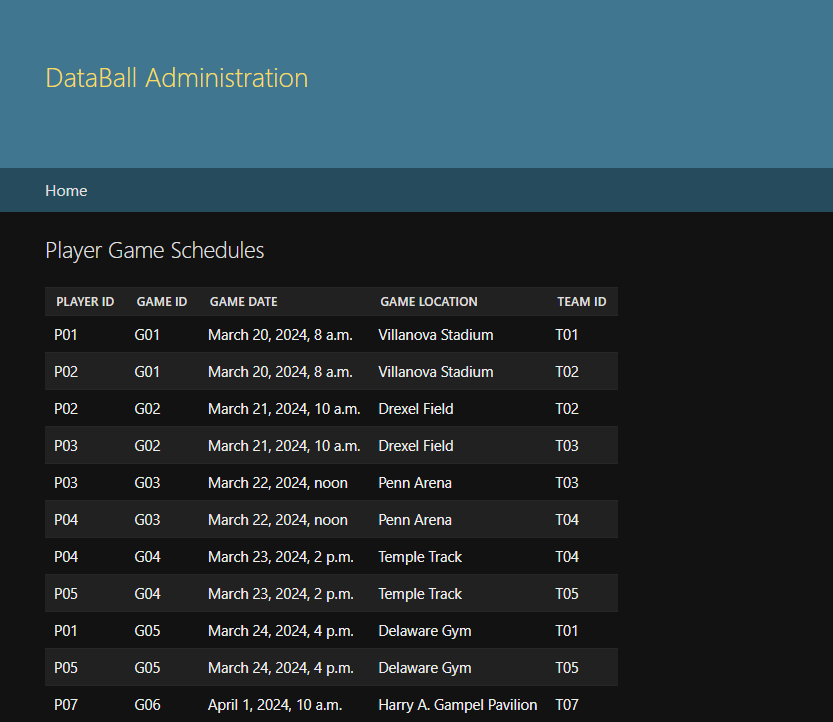 DataBall Administration
Home
Player Game Schedules
PLAYER ID GAME ID GAME DATE GAME LOCATION TEAM ID
P01 G01 March 20, 2024, 8 a.m. Villanova Stadium T01
P02 G01 March 20, 2024, 8 a.m. Villanova Stadium T02
P02 G02 March 21, 2024, 10 a.m. Drexel Field T02
P03 G02 March 21, 2024, 10 a.m. Drexel Field T03
P03 G03 March 22, 2024, noon Penn Arena T03
P04 G03 March 22, 2024, noon Penn Arena T04
P04 G04 March 23, 2024, 2 p.m. Temple Track T04
P05 G04 March 23, 2024, 2 p.m. Temple Track T05
P01 G05 March 24, 2024, 4 p.m. Delaware Gym T01
P05 G05 March 24, 2024, 4 p.m. Delaware Gym T05
P07 G06 April 1, 2024, 10 a.m. Harry A. Gampel Pavilion T07